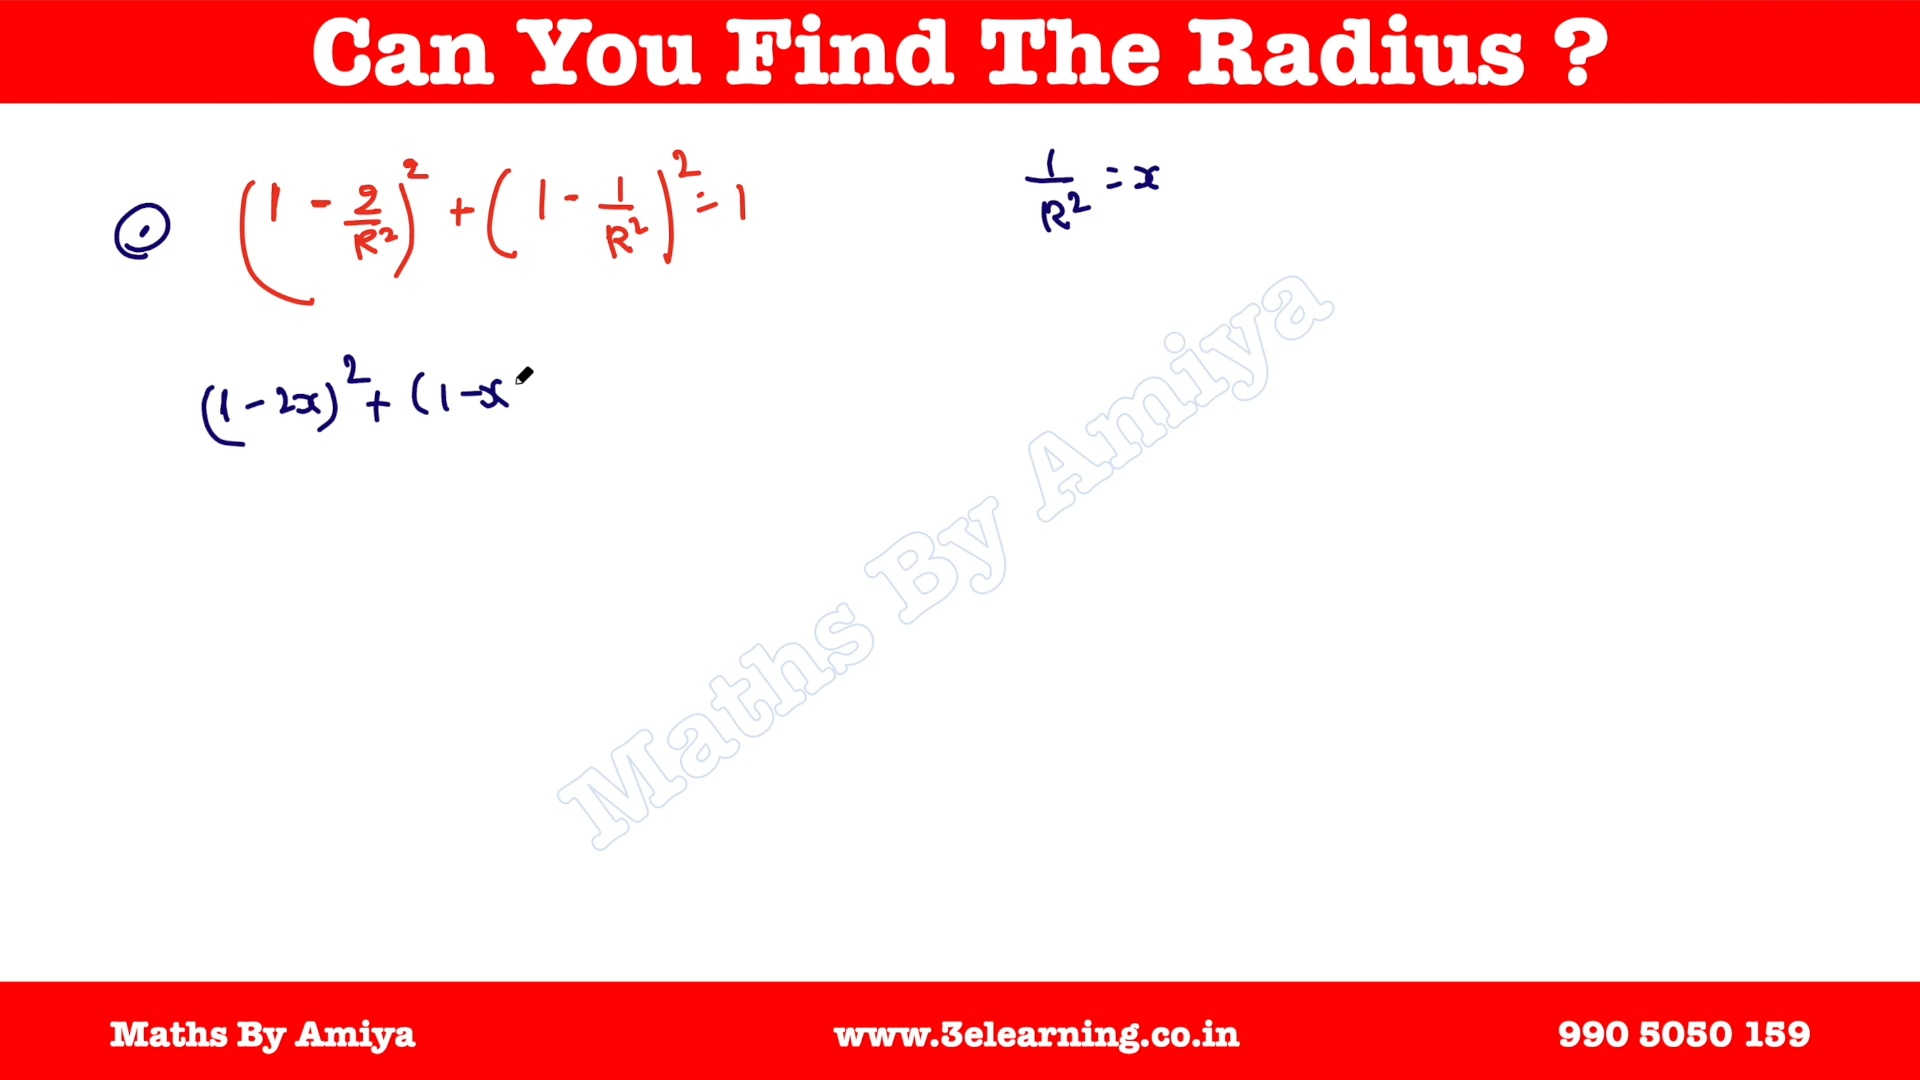 Can You Find The Radius ?
(1 - 2/R²)² + (1 - 1/R²)² = 1
1/R² = x
(1 - 2x)² + (1 - x
Maths By Amiya
Maths By Amiya
www.3elearning.co.in
990 5050 159